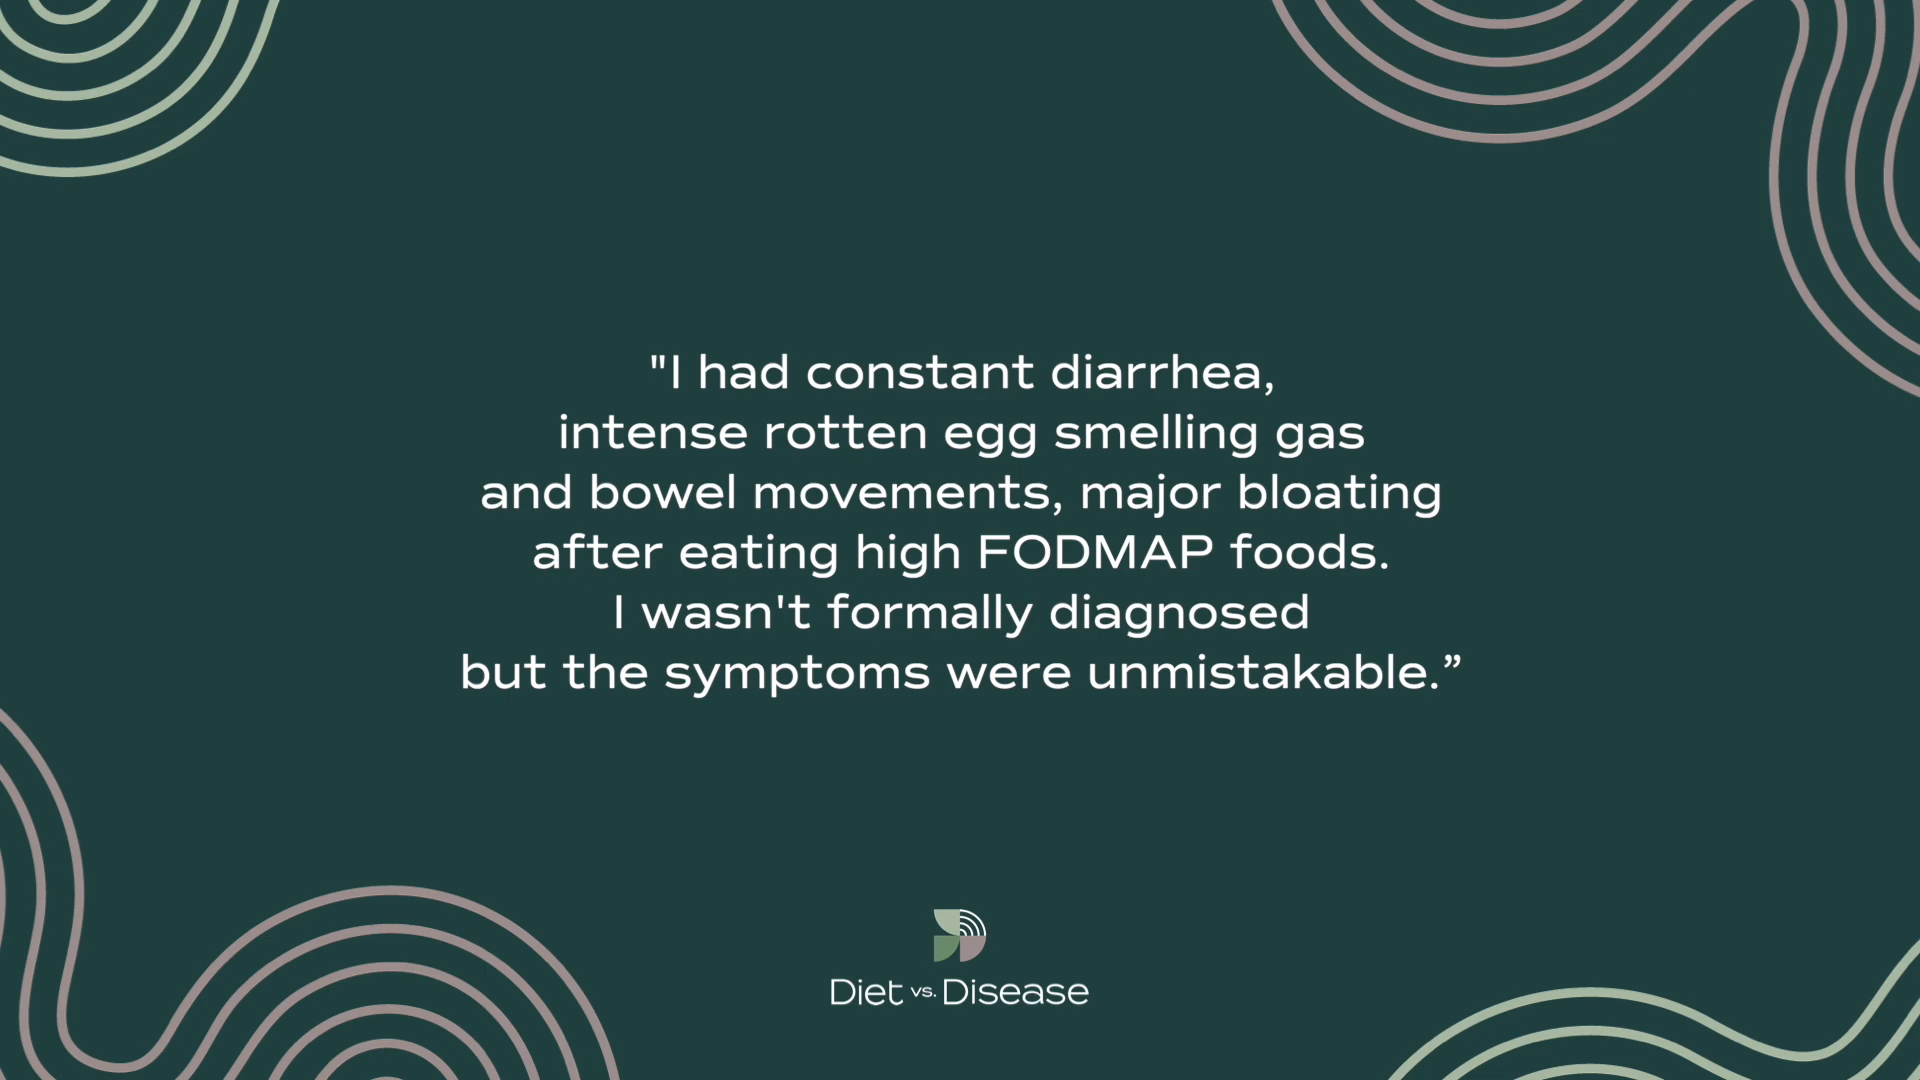 "I had constant diarrhea,
intense rotten egg smelling gas
and bowel movements, major bloating
after eating high FODMAP foods.
I wasn't formally diagnosed
but the symptoms were unmistakable.”
Diet vs. Disease